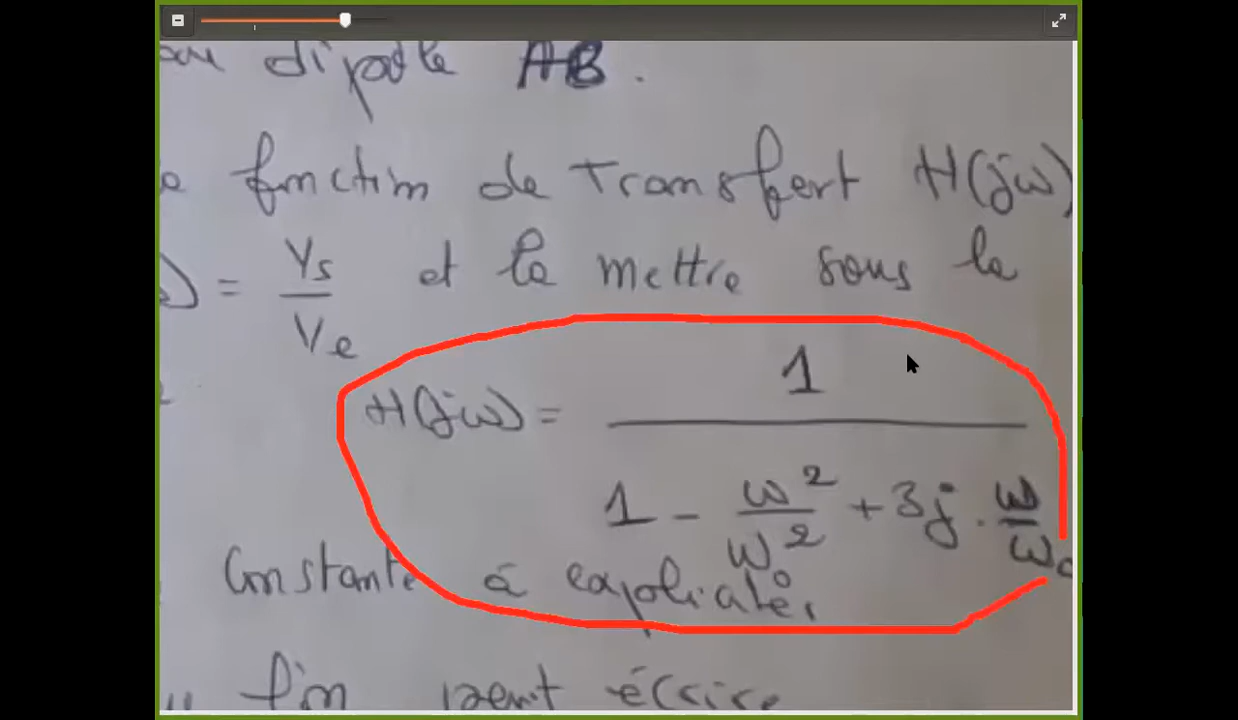 dipole AB.
fonction de Transfert H(jω)
= Vs/Ve et la mettre sous la
H(jω) = 1 / (1 - ω²/ω₀² + 3j·ω/ω₀)
Constante à expliciter
l'on peut écrire